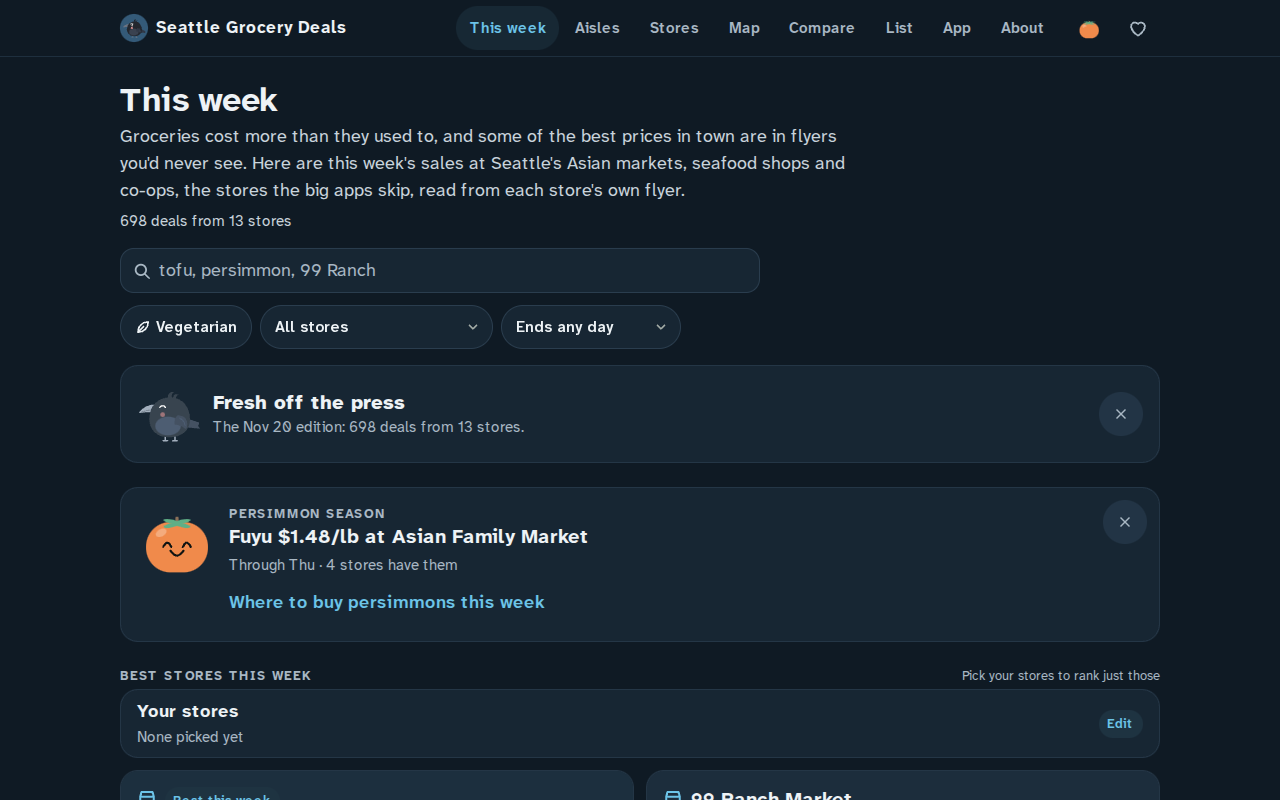 Seattle Grocery Deals
This week
Aisles
Stores
Map
Compare
List
App
About
This week
Groceries cost more than they used to, and some of the best prices in town are in flyers
you'd never see. Here are this week's sales at Seattle's Asian markets, seafood shops and
co-ops, the stores the big apps skip, read from each store's own flyer.
698 deals from 13 stores
tofu, persimmon, 99 Ranch
Vegetarian
All stores
Ends any day
Fresh off the press
The Nov 20 edition: 698 deals from 13 stores.
PERSIMMON SEASON
Fuyu $1.48/lb at Asian Family Market
Through Thu · 4 stores have them
Where to buy persimmons this week
BEST STORES THIS WEEK
Pick your stores to rank just those
Your stores
None picked yet
Edit
Best this week
99 Ranch Market